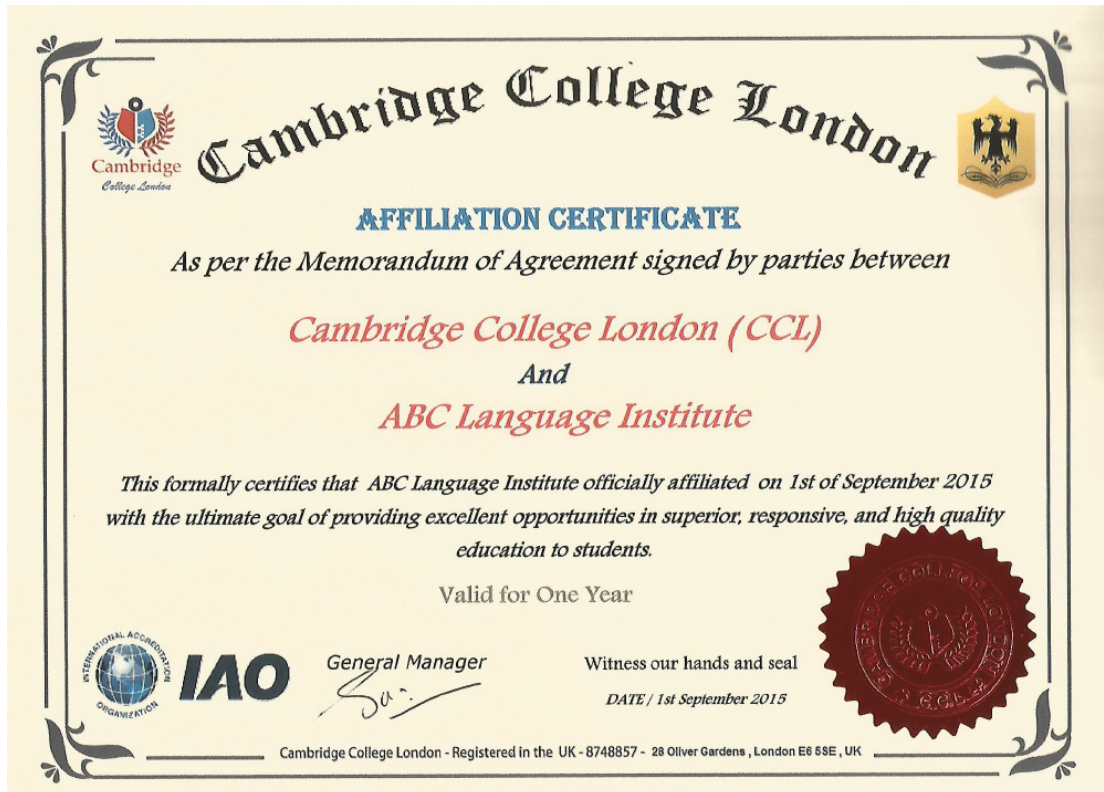 Cambridge College London
Cambridge
College London
AFFILIATION CERTIFICATE
As per the Memorandum of Agreement signed by parties between
Cambridge College London (CCL)
And
ABC Language Institute
This formally certifies that ABC Language Institute officially affiliated on 1st of September 2015
with the ultimate goal of providing excellent opportunities in superior, responsive, and high quality
education to students.
Valid for One Year
INTERNATIONAL ACCREDITATION
ORGANIZATION
IAO
General Manager
Witness our hands and seal
DATE / 1st September 2015
CAMBRIDGE COLLEGE LONDON
Cambridge College London - Registered in the UK - 8748857 - 28 Oliver Gardens , London E6 5SE , UK